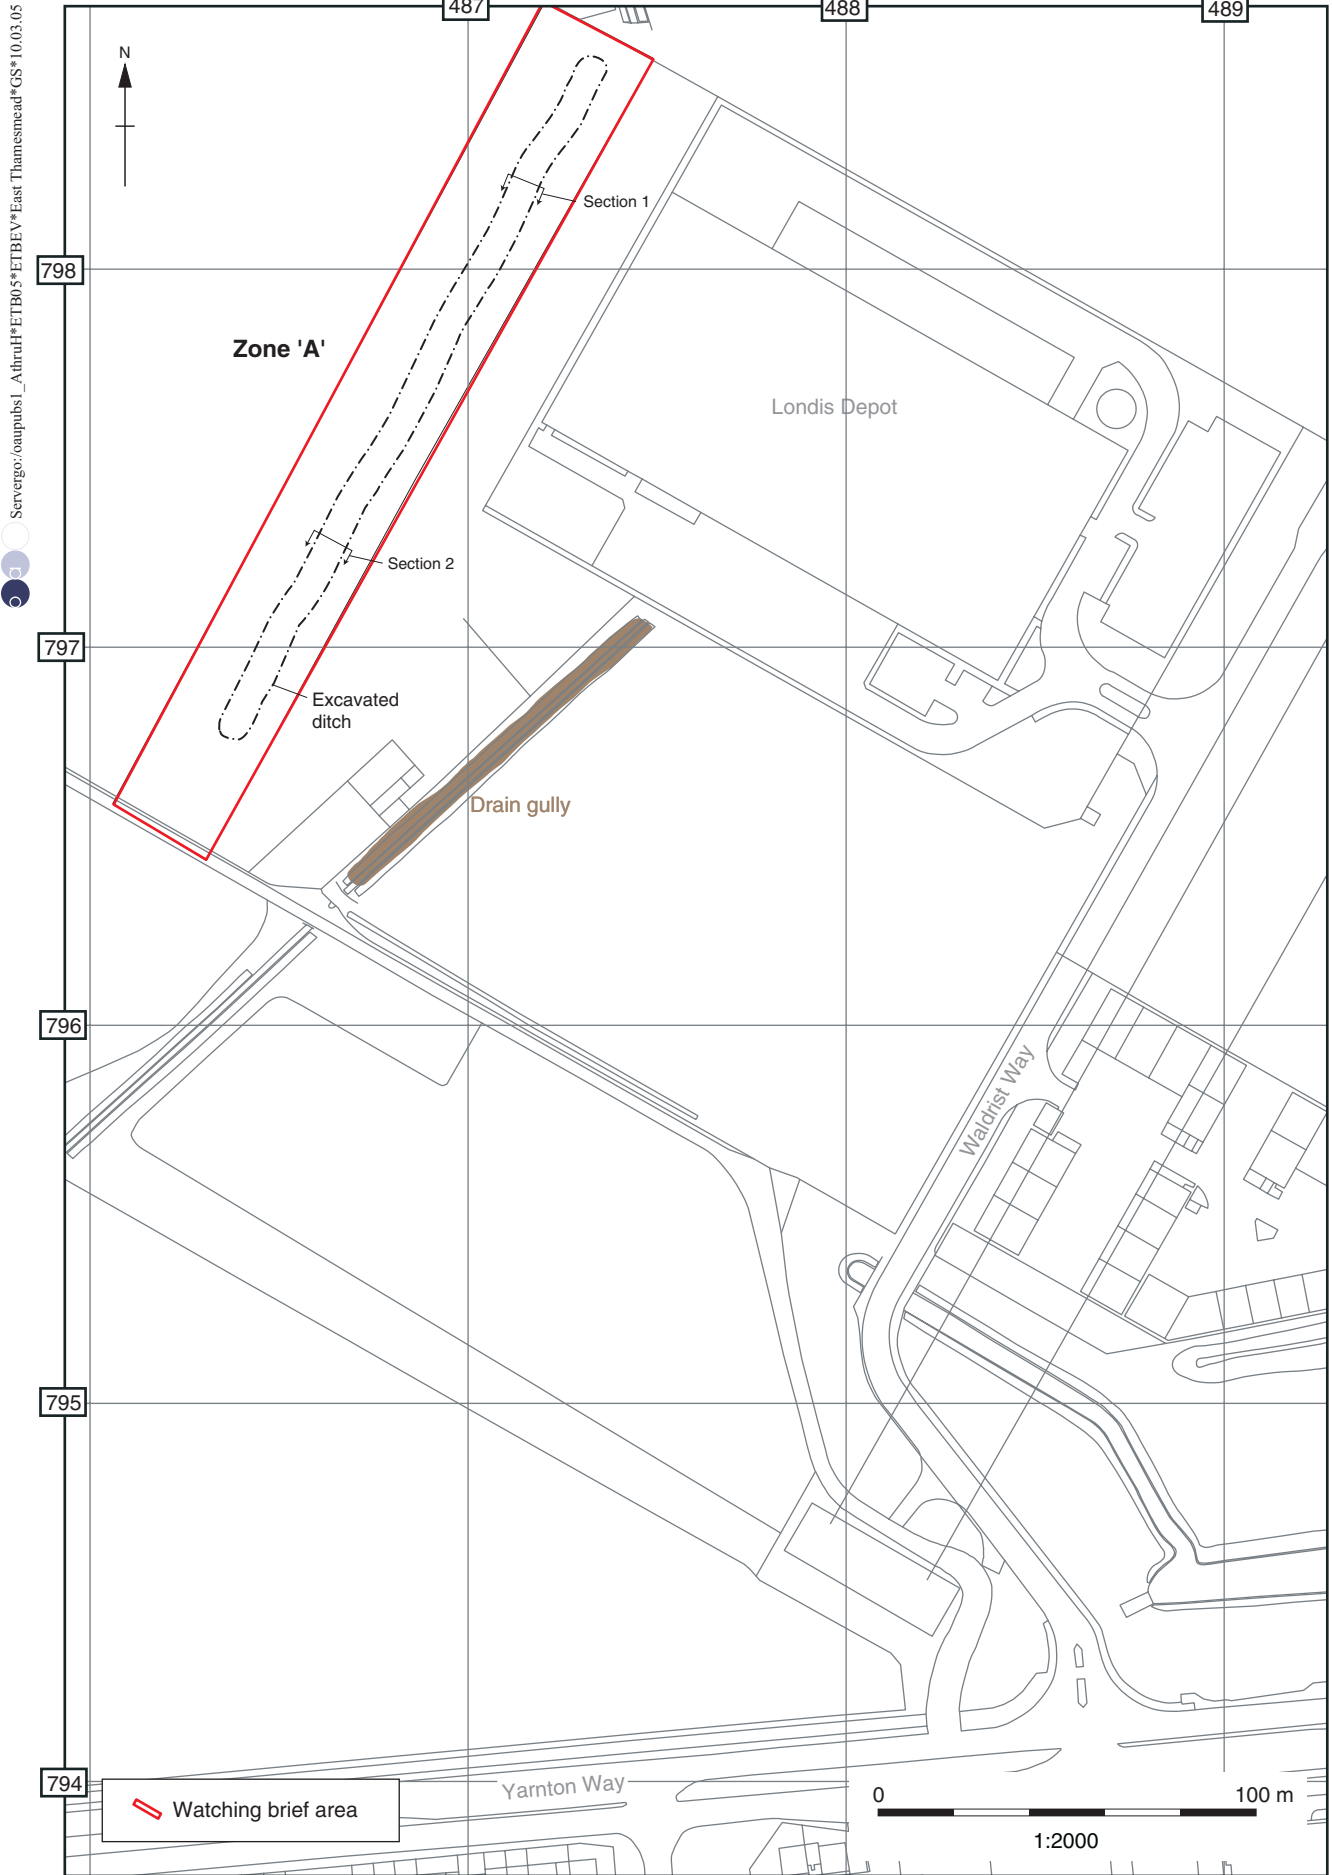 Servergo:/oaupubs1_AthruH*ETB05*ETBEV*East Thamesmead*GS*10.03.05
487
488
489
N
Section 1
798
Zone 'A'
Londis Depot
Section 2
797
Excavated
ditch
Drain gully
796
Waldrist Way
795
794
Yarnton Way
Watching brief area
0
100 m
1:2000